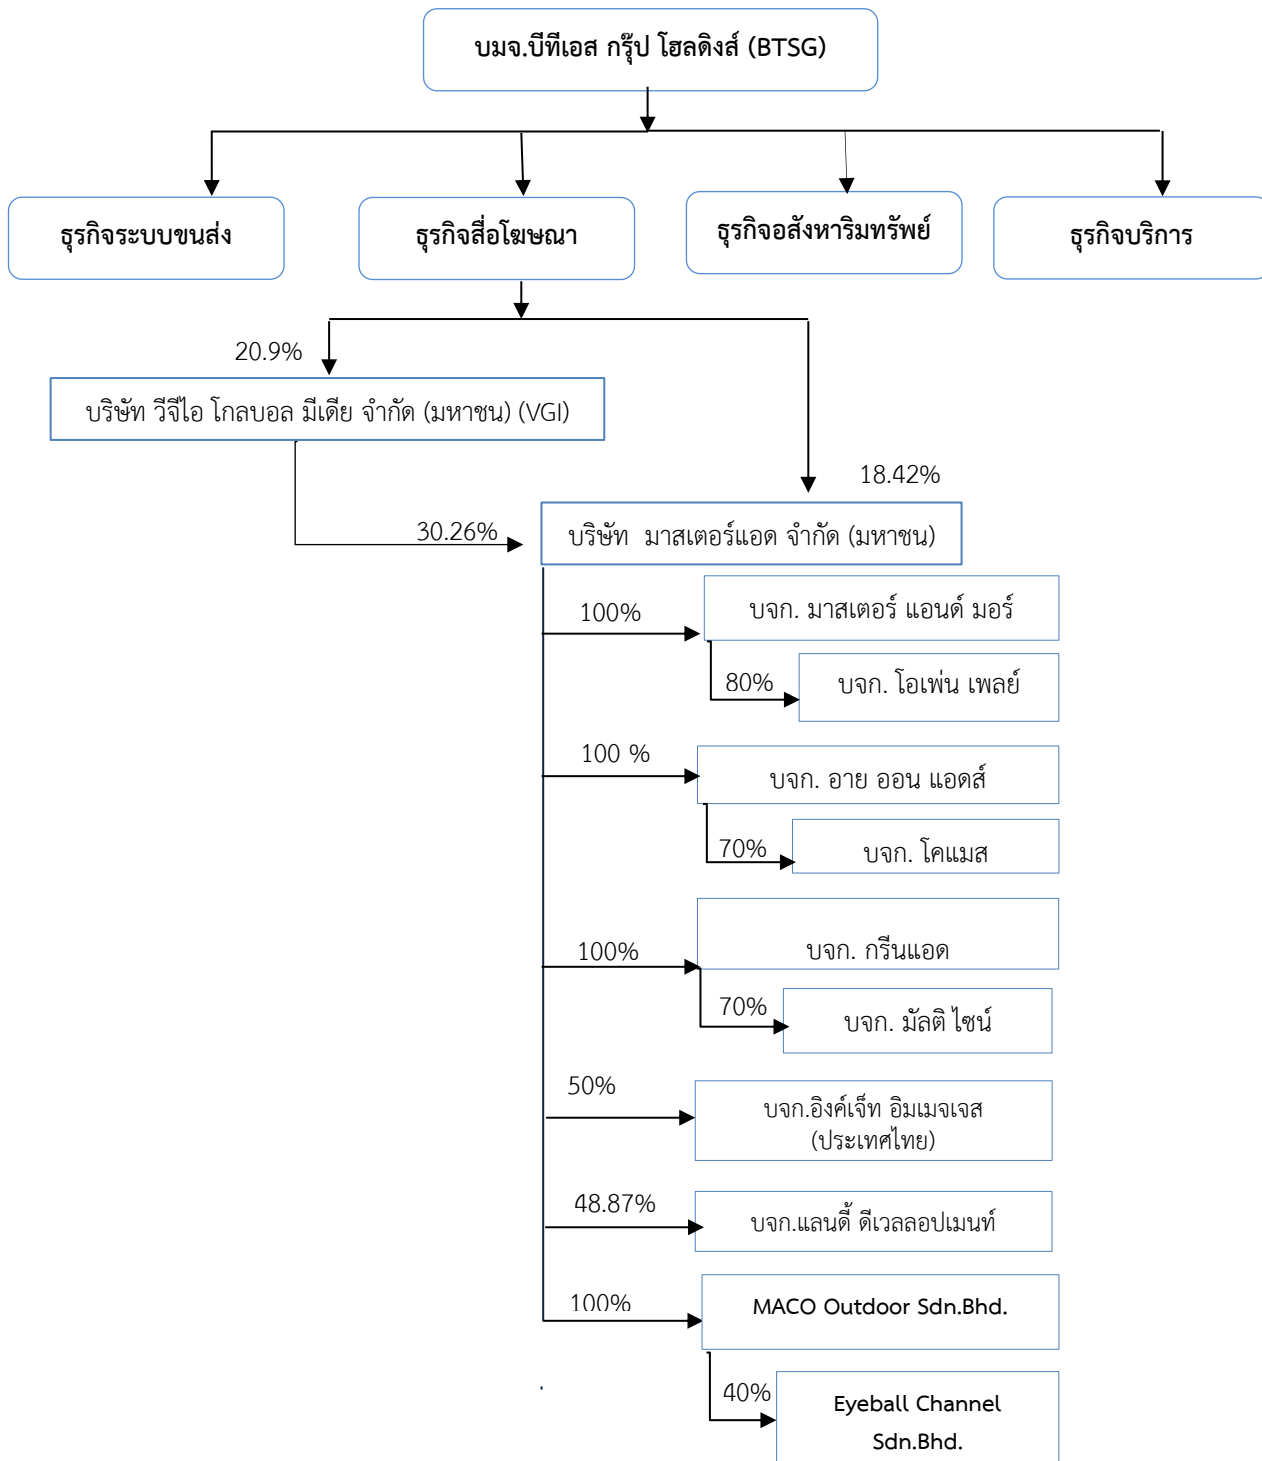 บมจ.บีทีเอส กรุ๊ป โฮลดิงส์ (BTSG)
ธุรกิจระบบขนส่ง
ธุรกิจสื่อโฆษณา
ธุรกิจอสังหาริมทรัพย์
ธุรกิจบริการ
20.9%
บริษัท วีจีไอ โกลบอล มีเดีย จำกัด (มหาชน) (VGI)
18.42%
30.26%
บริษัท มาสเตอร์แอด จำกัด (มหาชน)
100%
บจก. มาสเตอร์ แอนด์ มอร์
80%
บจก. โอเพ่น เพลย์
100 %
บจก. อาย ออน แอดส์
70%
บจก. โคแมส
100%
บจก. กรีนแอด
70%
บจก. มัลติ ไซน์
50%
บจก.อิงค์เจ็ท อิมเมจเจส
(ประเทศไทย)
48.87%
บจก.แลนดี้ ดีเวลลอปเมนท์
100%
MACO Outdoor Sdn.Bhd.
40%
Eyeball Channel
Sdn.Bhd.